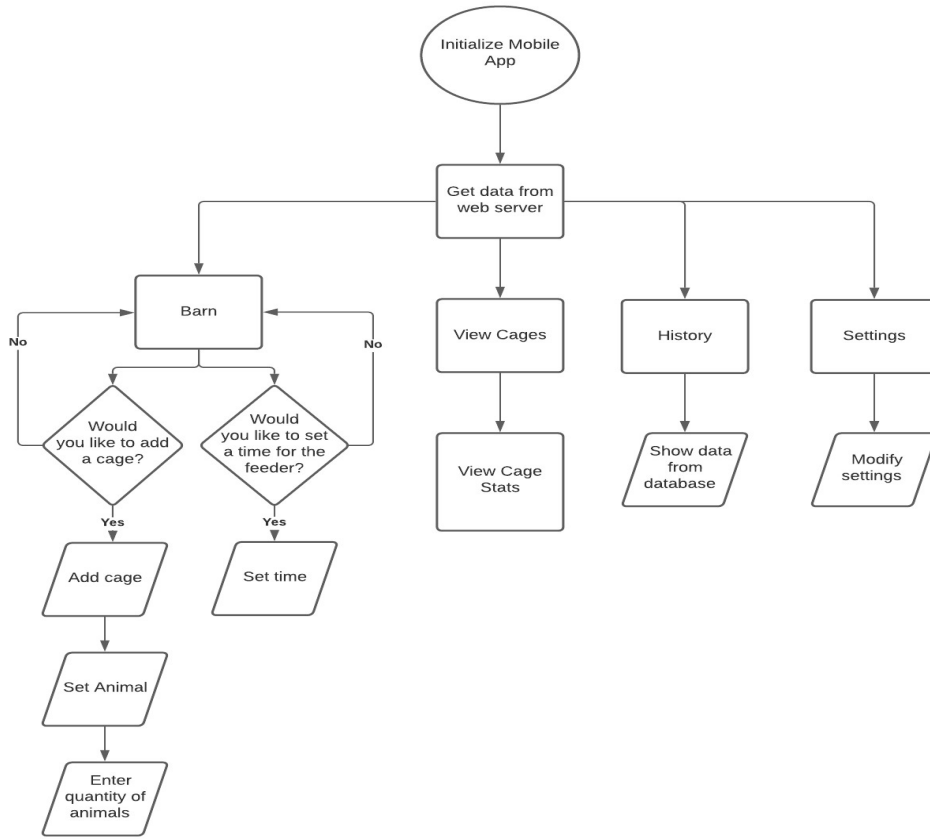 Initialize Mobile
App
Get data from
web server
Barn
View Cages
History
Settings
No
No
Would
you like to add
a cage?
Would
you like to set
a time for the
feeder?
View Cage
Stats
Show data
from
database
Modify
settings
Yes
Yes
Add cage
Set time
Set Animal
Enter
quantity of
animals